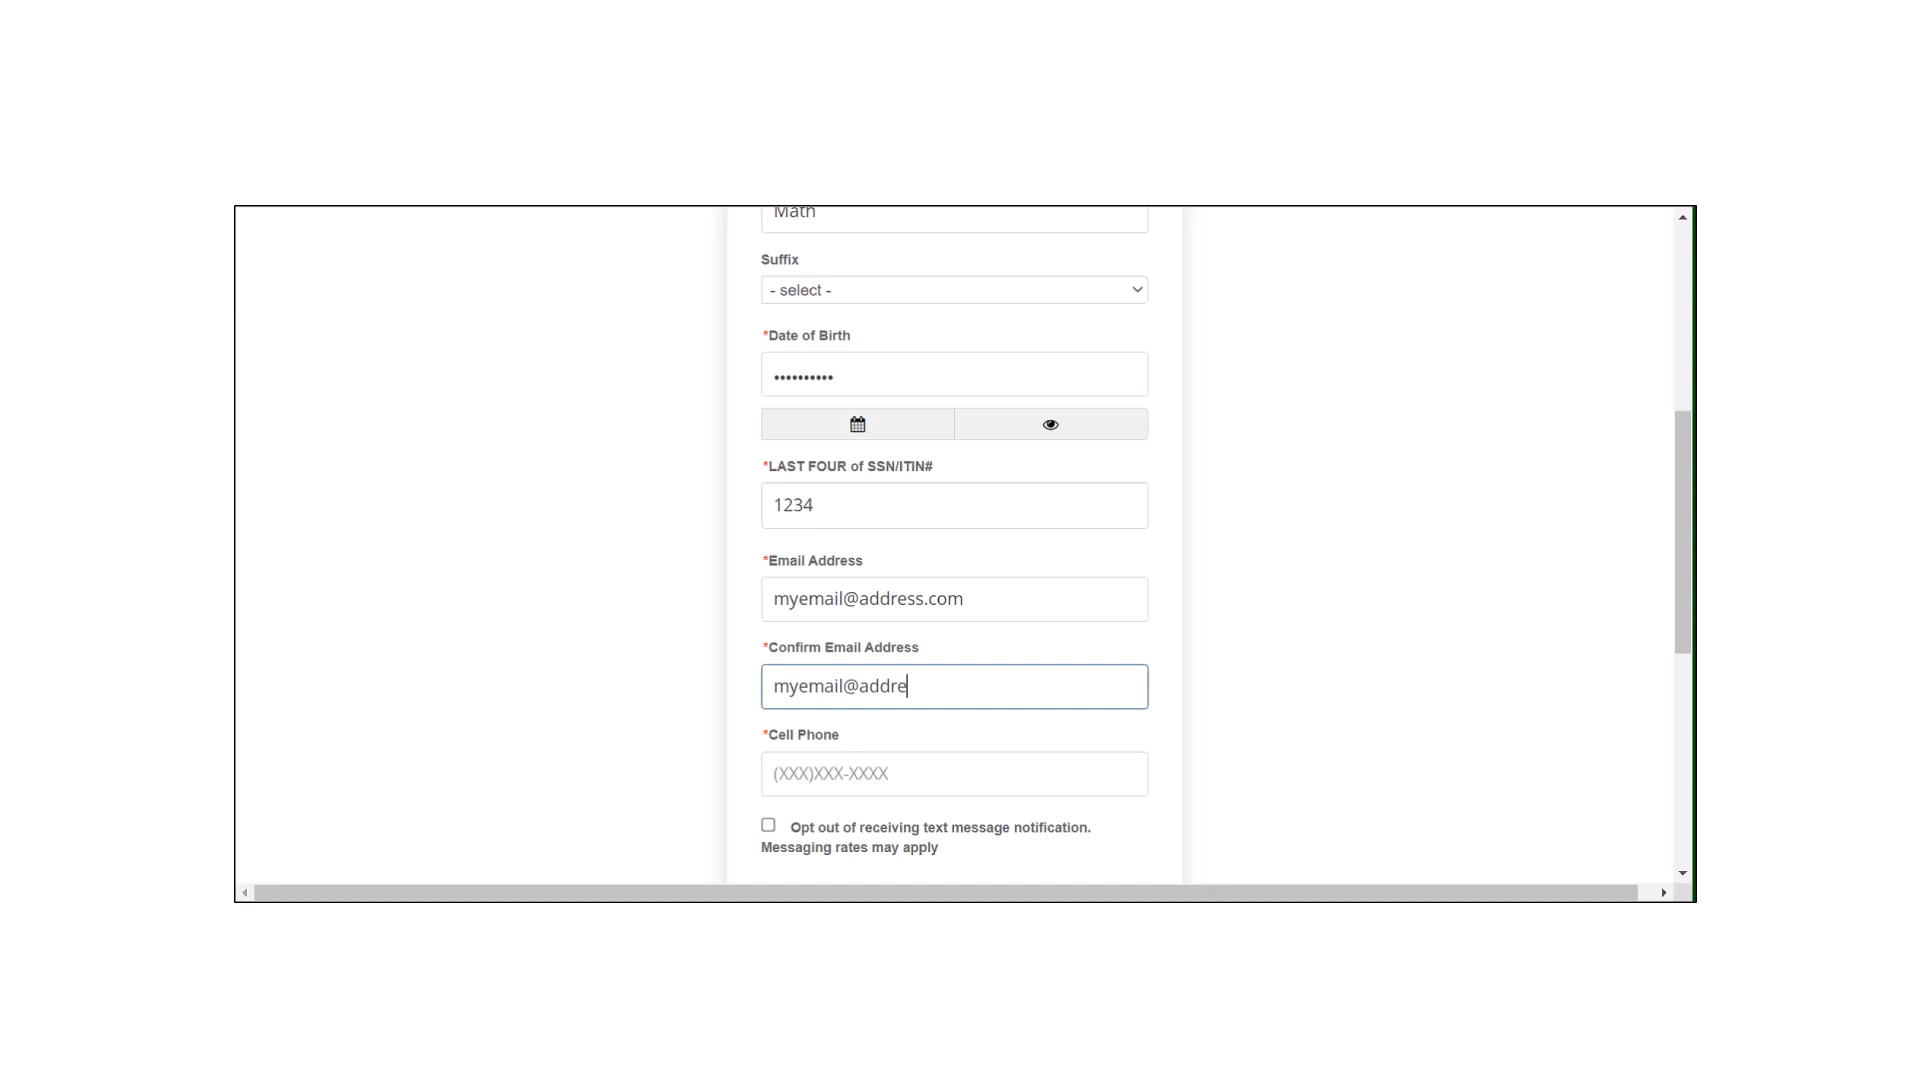 Math
Suffix
- select -
*Date of Birth
••••••••••
*LAST FOUR of SSN/ITIN#
1234
*Email Address
myemail@address.com
*Confirm Email Address
myemail@addre
*Cell Phone
(XXX)XXX-XXXX
Opt out of receiving text message notification.
Messaging rates may apply